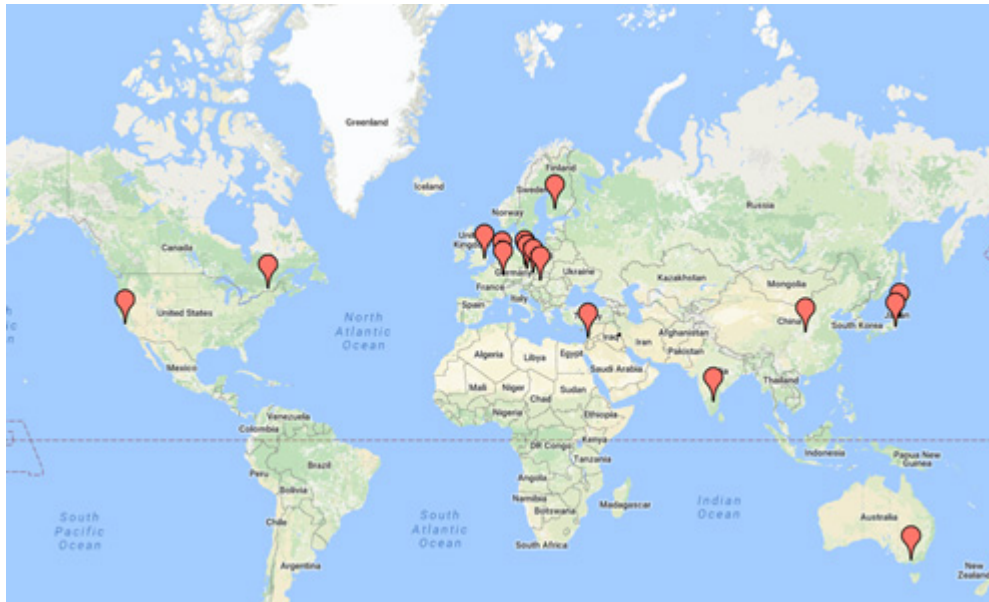 Greenland
Finland
Sweden
Iceland
Russia
Norway
United
Kingdom
Canada
Germany
Ukraine
Kazakhstan
Mongolia
France
Italy
United States
Spain
China
Japan
South Korea
North
Atlantic
Ocean
Iraq
Iran
Afghanistan
Pakistan
Algeria
Libya
Egypt
Saudi Arabia
Mexico
Mali
Niger
Sudan
Chad
Thailand
Nigeria
Ethiopia
Venezuela
Colombia
DR Congo
Kenya
Indonesia
Papua New
Guinea
Tanzania
Peru
Brazil
Angola
Bolivia
Namibia
Botswana
Madagascar
Indian
Ocean
South
Pacific
Ocean
South
Atlantic
Ocean
Australia
Chile
South Africa
Argentina
New
Zealand